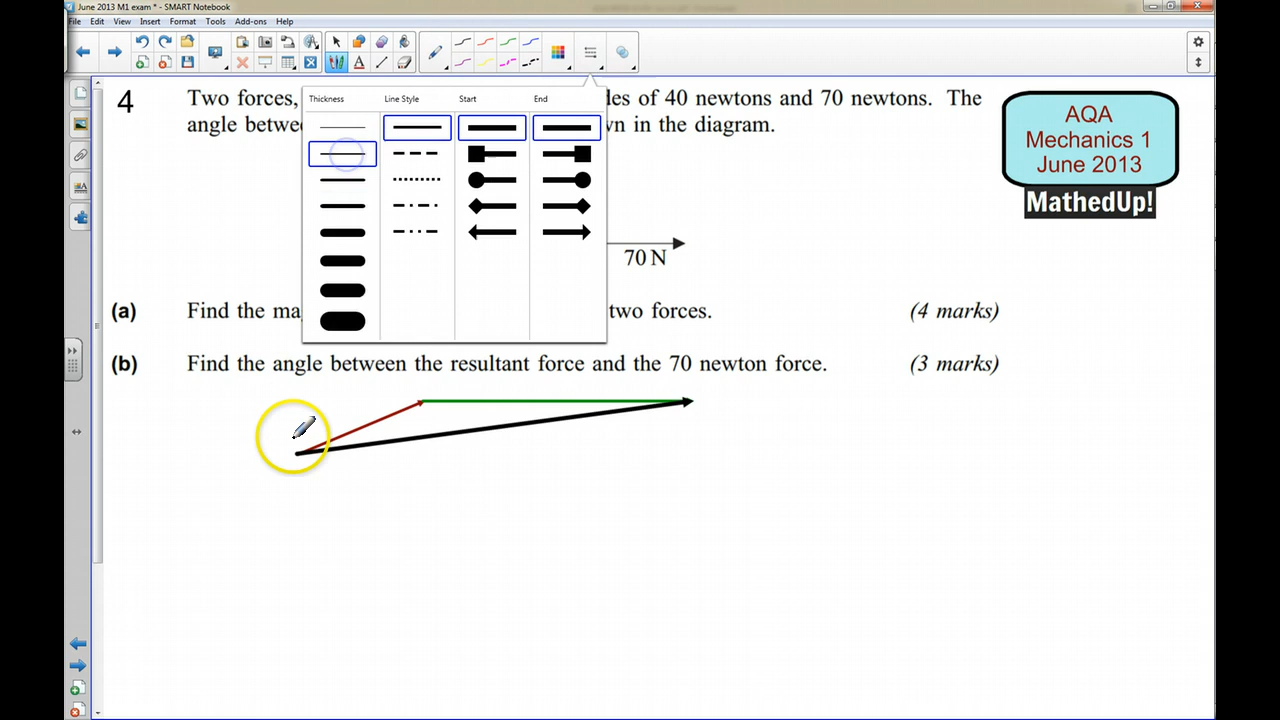 June 2013 M1 exam * - SMART Notebook
File Edit View Insert Format Tools Add-ons Help
Thickness Line Style Start End
4 Two forces, des of 40 newtons and 70 newtons. The
angle betwee wn in the diagram.
AQA
Mechanics 1
June 2013
MathedUp!
70 N
(a) Find the ma two forces. (4 marks)
(b) Find the angle between the resultant force and the 70 newton force. (3 marks)